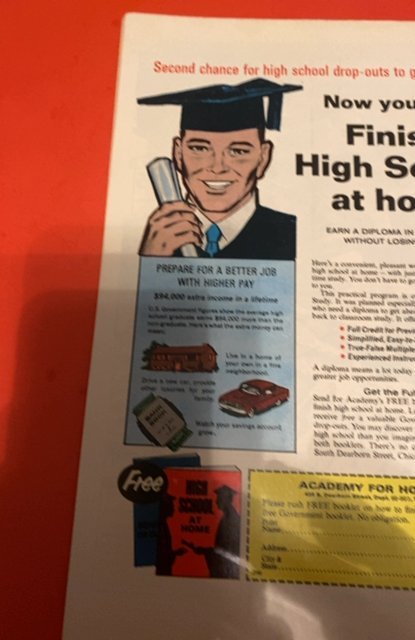 Second chance for high school drop-outs to g
Now you
Finis
High Sc
at ho
EARN A DIPLOMA IN
WITHOUT LOSIN
PREPARE FOR A BETTER JOB
WITH HIGHER PAY
$94,000 extra income in a lifetime
U.S. Government figures show the average high
school graduate earns $94,000 more than the
non-graduate. Here's what the extra money can
mean.
Live in a home of
your own in a fine
neighborhood.
Drive a new car, provide
other luxuries for your
family.
Watch your savings account
grow.
Here's a convenient, pleasant w
high school at home — with
time study. You don't have to
to you.
This practical program is
Study. It was planned especial
who need a diploma to get
back to classroom study. It
• Full Credit for
• Simplified, Easy-to
• True-False Multiple
• Experienced Instru
A diploma means a lot today
greater job opportunities.
Get the Ful
Send for Academy's FREE
finish high school at home.
receive free a valuable Gov
drop-outs. You may discover
high school than you imagin
both booklets. There's no
South Dearborn Street, Chic
Free
HIGH
SCHOOL
AT
HOME
ACADEMY FOR HO
Please rush FREE booklet on how to fin
free Government booklet. No obligation.
Print
Name
Address
City &
State